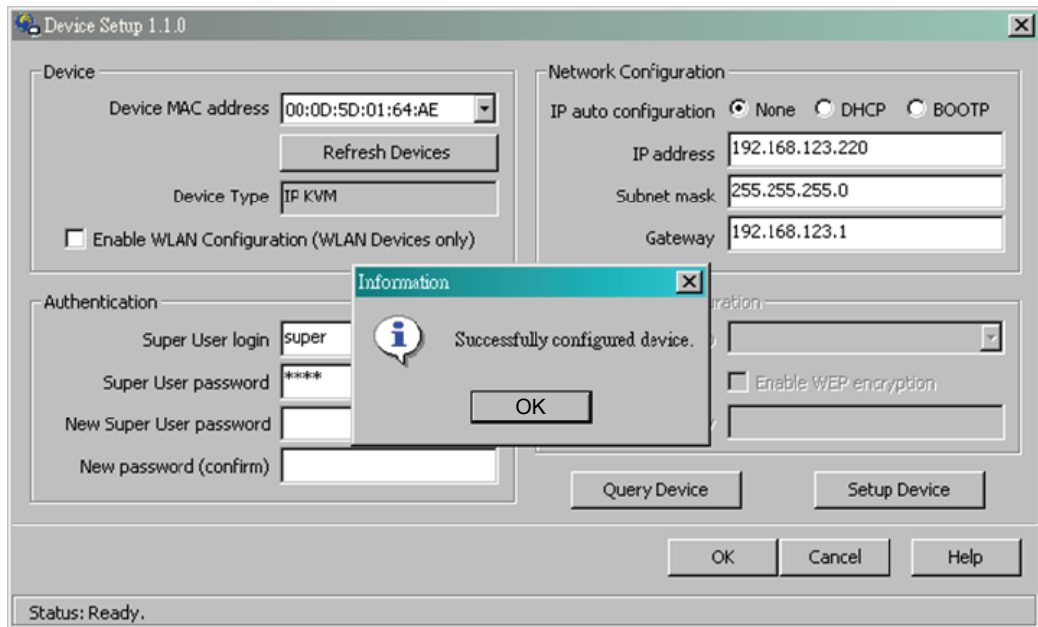 Device Setup 1.1.0
Device
Device MAC address 00:0D:5D:01:64:AE
Refresh Devices
Device Type IP KVM
Enable WLAN Configuration (WLAN Devices only)
Network Configuration
IP auto configuration None DHCP BOOTP
IP address 192.168.123.220
Subnet mask 255.255.255.0
Gateway 192.168.123.1
Authentication
Super User login super
Super User password ****
New Super User password
New password (confirm)
Information
Successfully configured device.
OK
Enable WEP encryption
Query Device
Setup Device
OK
Cancel
Help
Status: Ready.